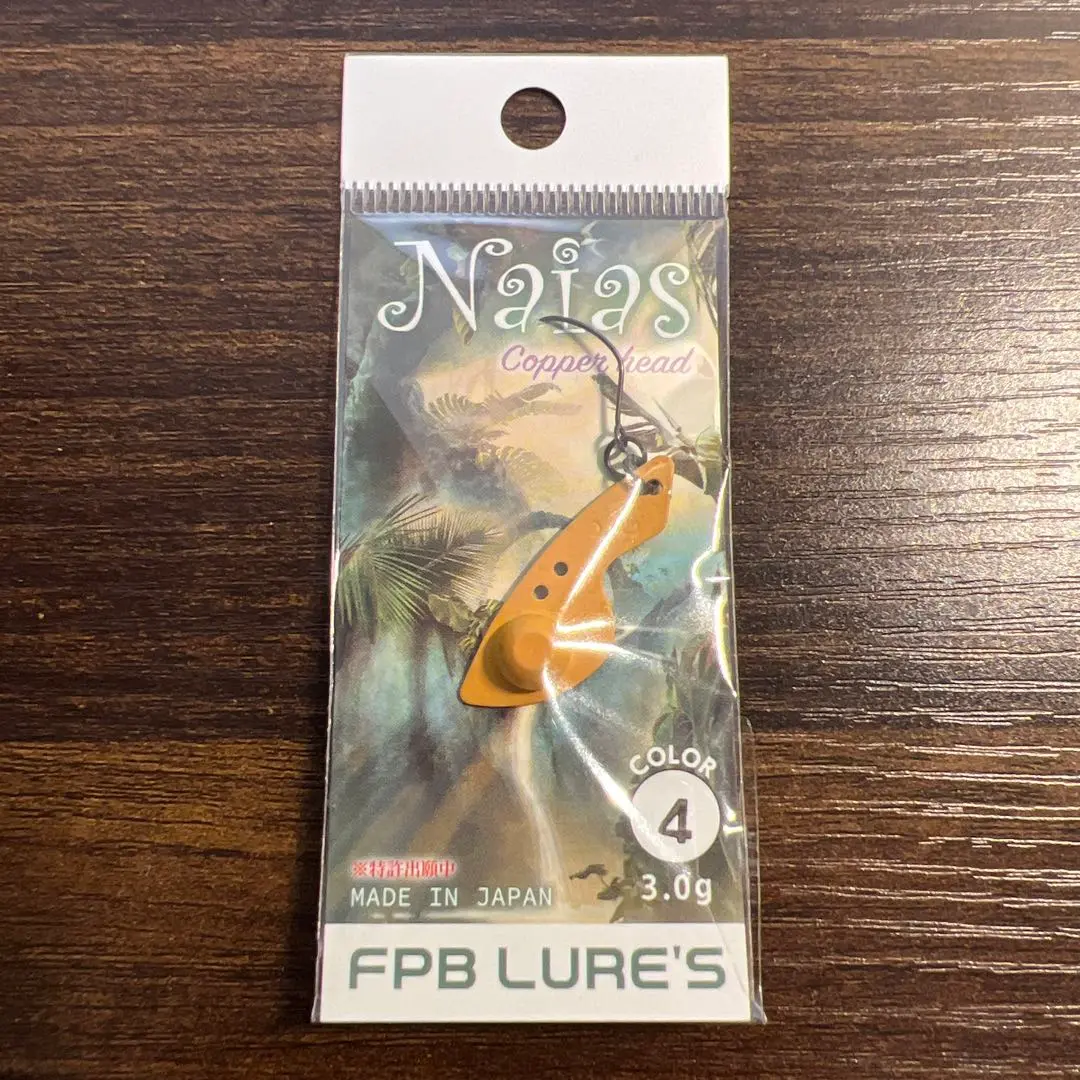 Naias
Copper head
COLOR
4
3.0g
※特許出願中
MADE IN JAPAN
FPB LURE'S